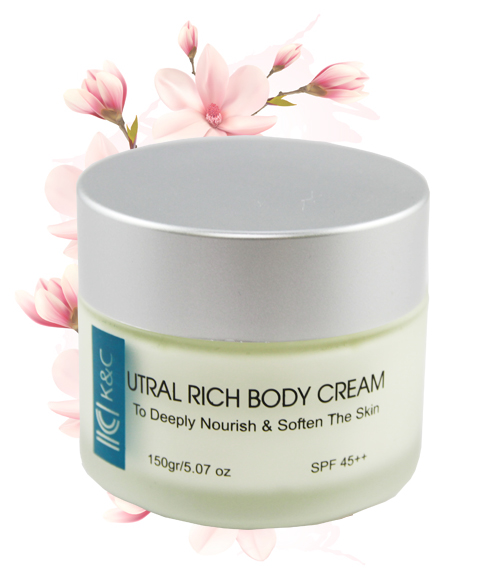 K&C
UTRAL RICH BODY CREAM
To Deeply Nourish & Soften The Skin
150gr/5.07 oz
SPF 45++